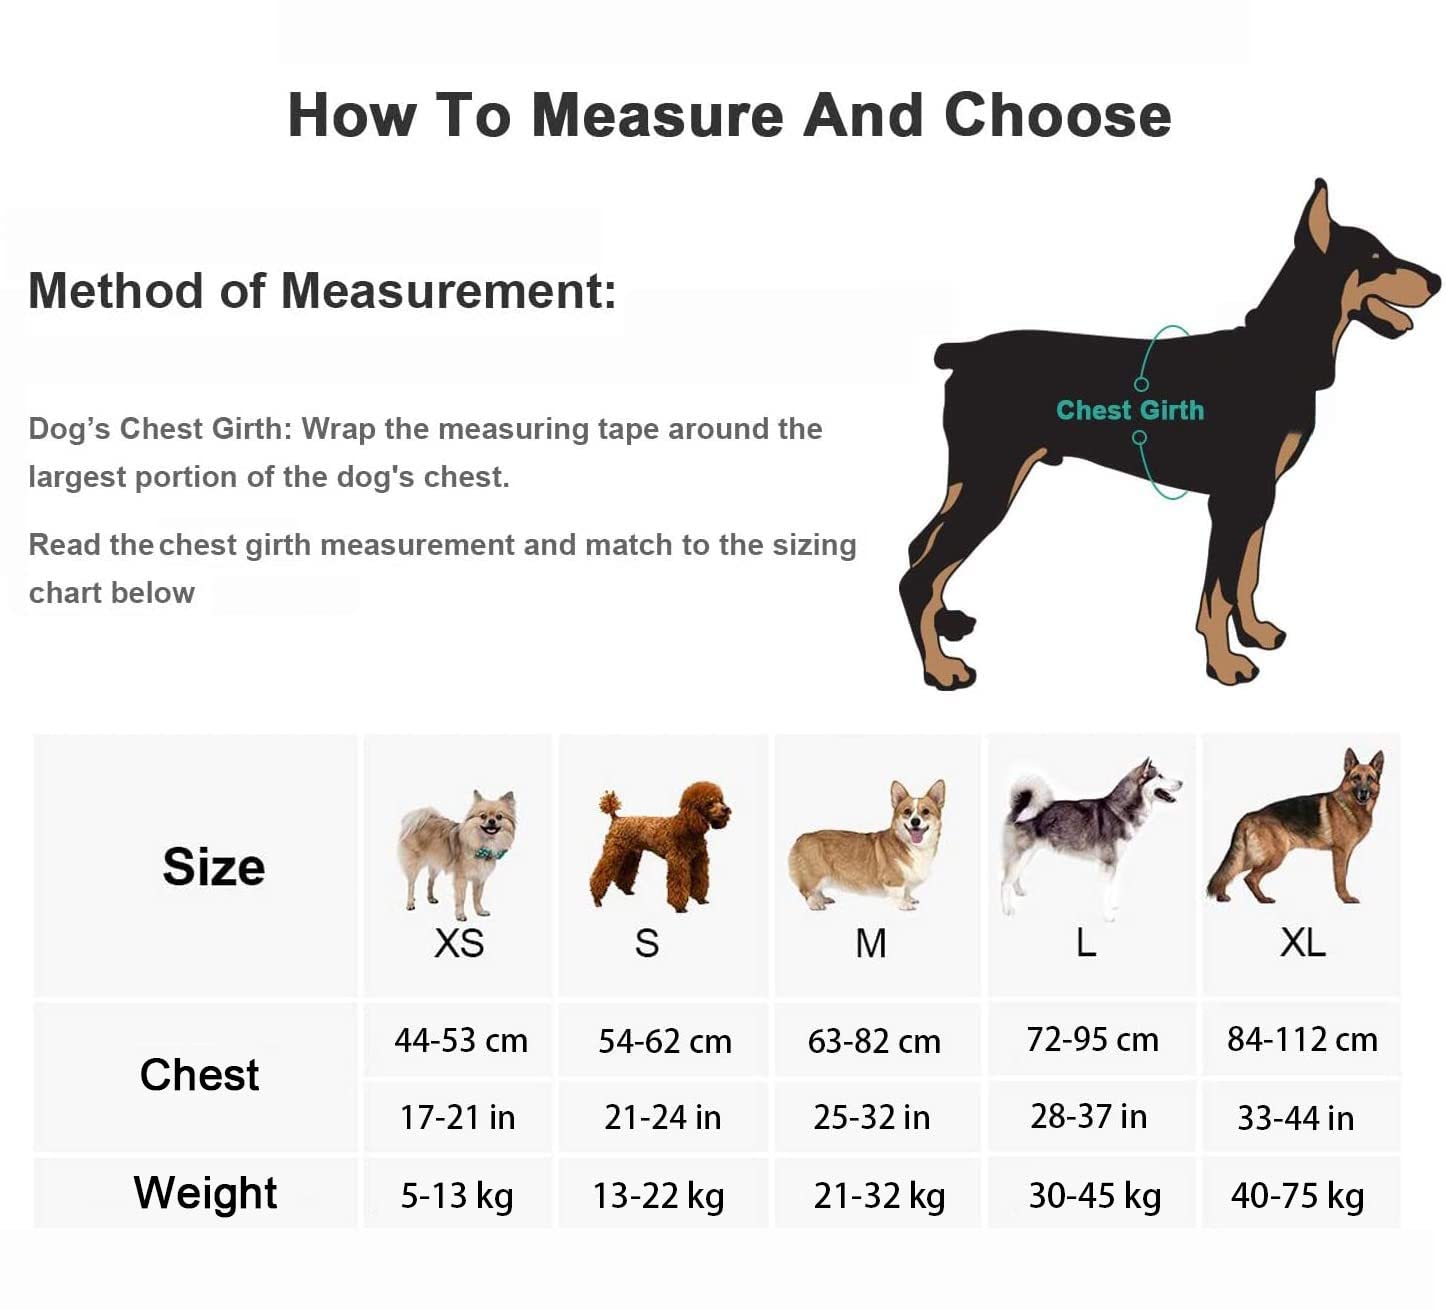 How To Measure And Choose
Method of Measurement:
Dog’s Chest Girth: Wrap the measuring tape around the
largest portion of the dog's chest.
Read the chest girth measurement and match to the sizing
chart below
Chest Girth
Size
XS
S
M
L
XL
Chest
44-53 cm
54-62 cm
63-82 cm
72-95 cm
84-112 cm
17-21 in
21-24 in
25-32 in
28-37 in
33-44 in
Weight
5-13 kg
13-22 kg
21-32 kg
30-45 kg
40-75 kg